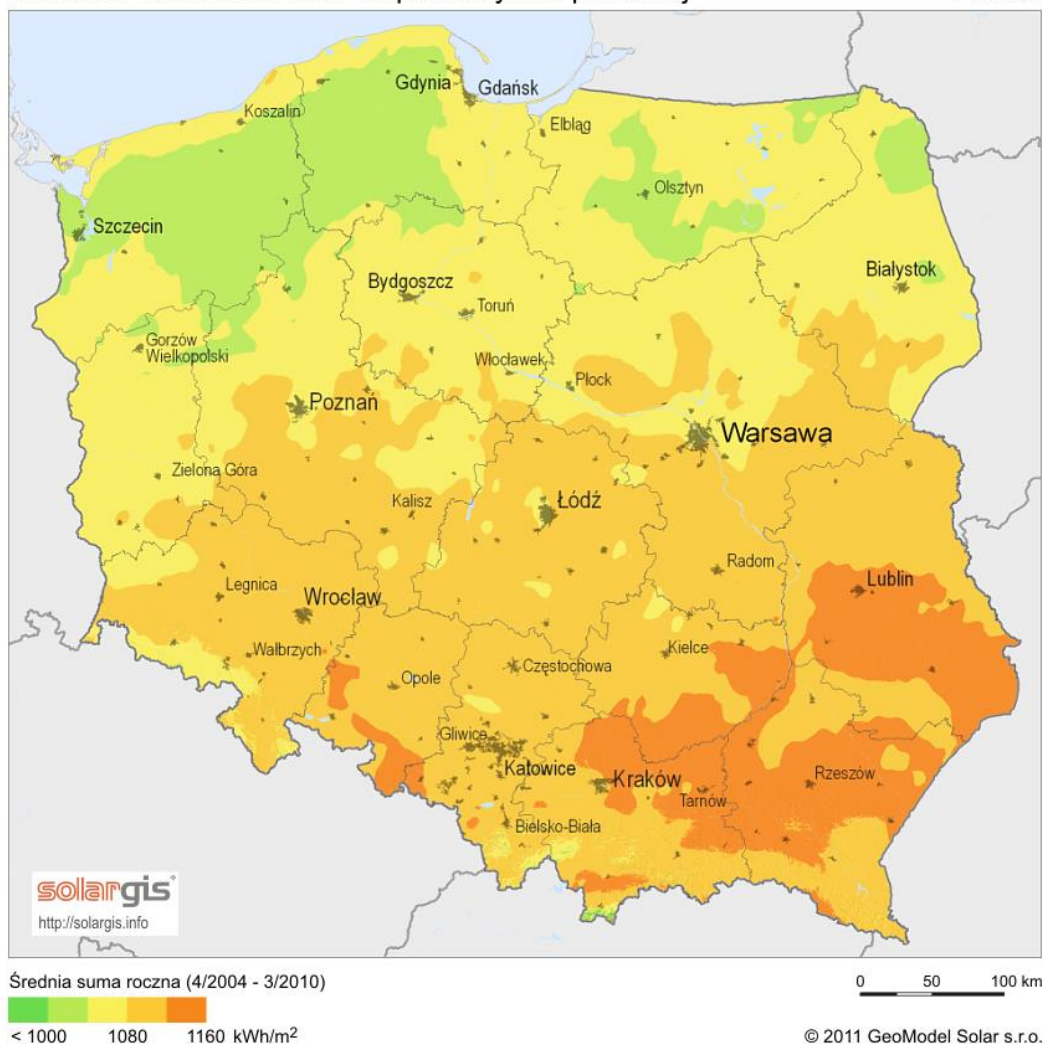 Gdynia
Gdańsk
Koszalin
Elbląg
Olsztyn
Szczecin
Białystok
Bydgoszcz
Toruń
Gorzów
Wielkopolski
Włocławek
Płock
Poznań
Warsawa
Zielona Góra
Kalisz
Łódź
Radom
Lublin
Legnica
Wrocław
Wałbrzych
Opole
Częstochowa
Kielce
Gliwice
Katowice
Kraków
Tarnów
Rzeszów
Bielsko-Biała
solargis
http://solargis.info
Średnia suma roczna (4/2004 - 3/2010)
0 50 100 km
< 1000 1080 1160 kWh/m²
© 2011 GeoModel Solar s.r.o.